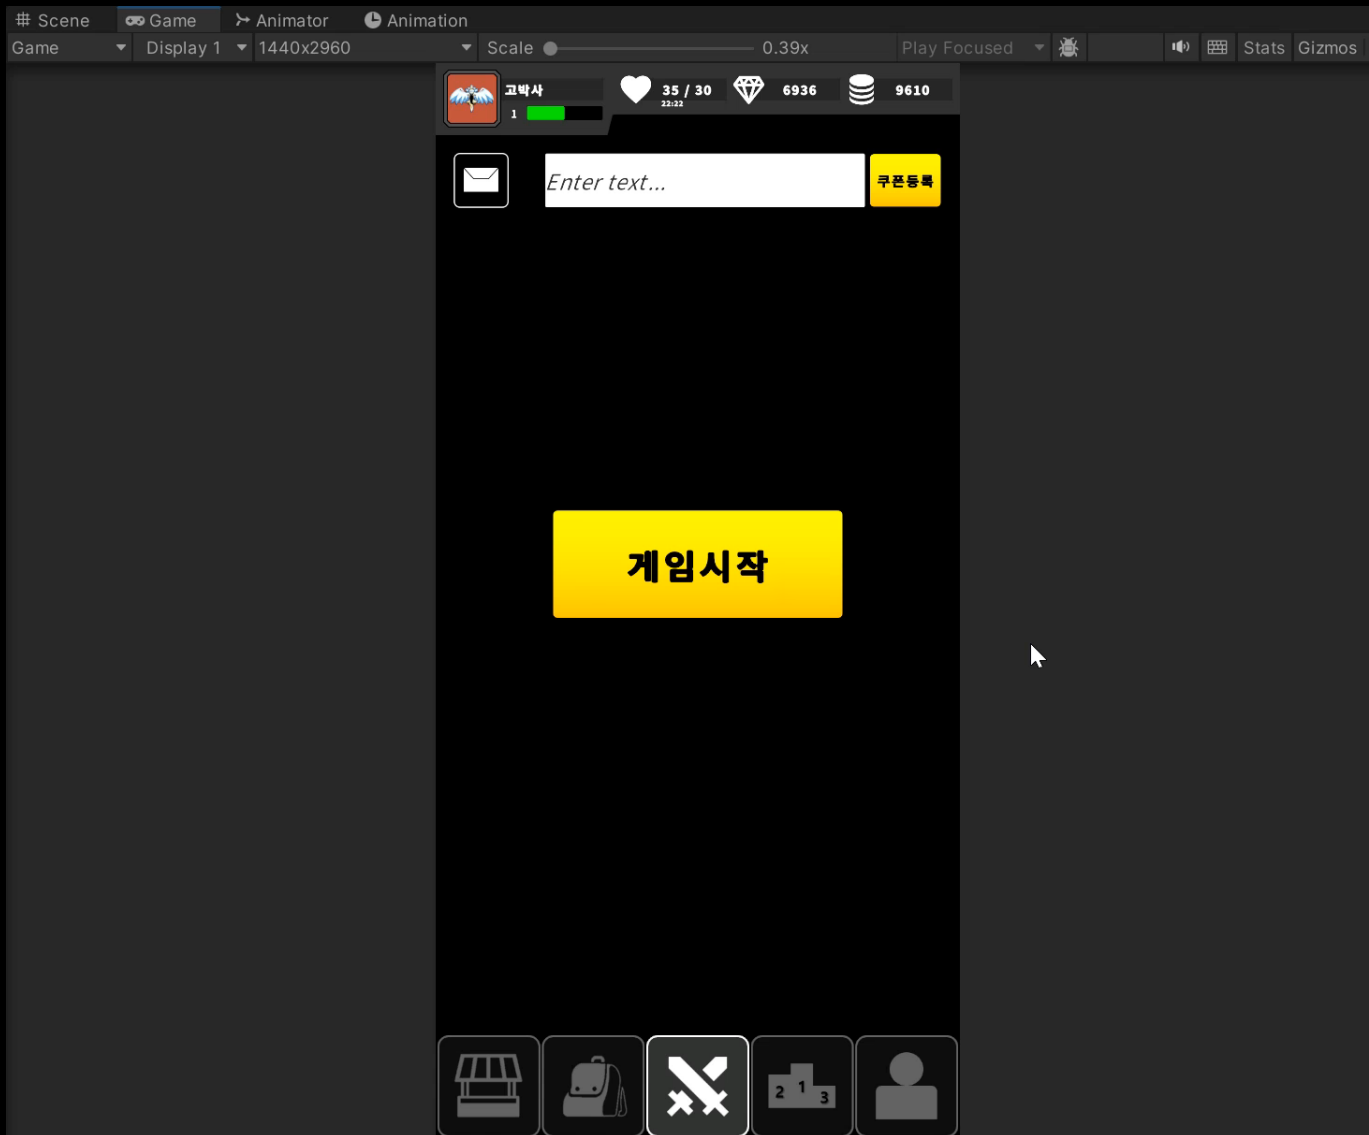 Scene Game Animator Animation
Game Display 1 1440x2960 Scale 0.39x Play Focused Stats Gizmos
고박사 35 / 30 6936 9610
22:22
1
Enter text... 쿠폰등록
게임시작
2 1 3